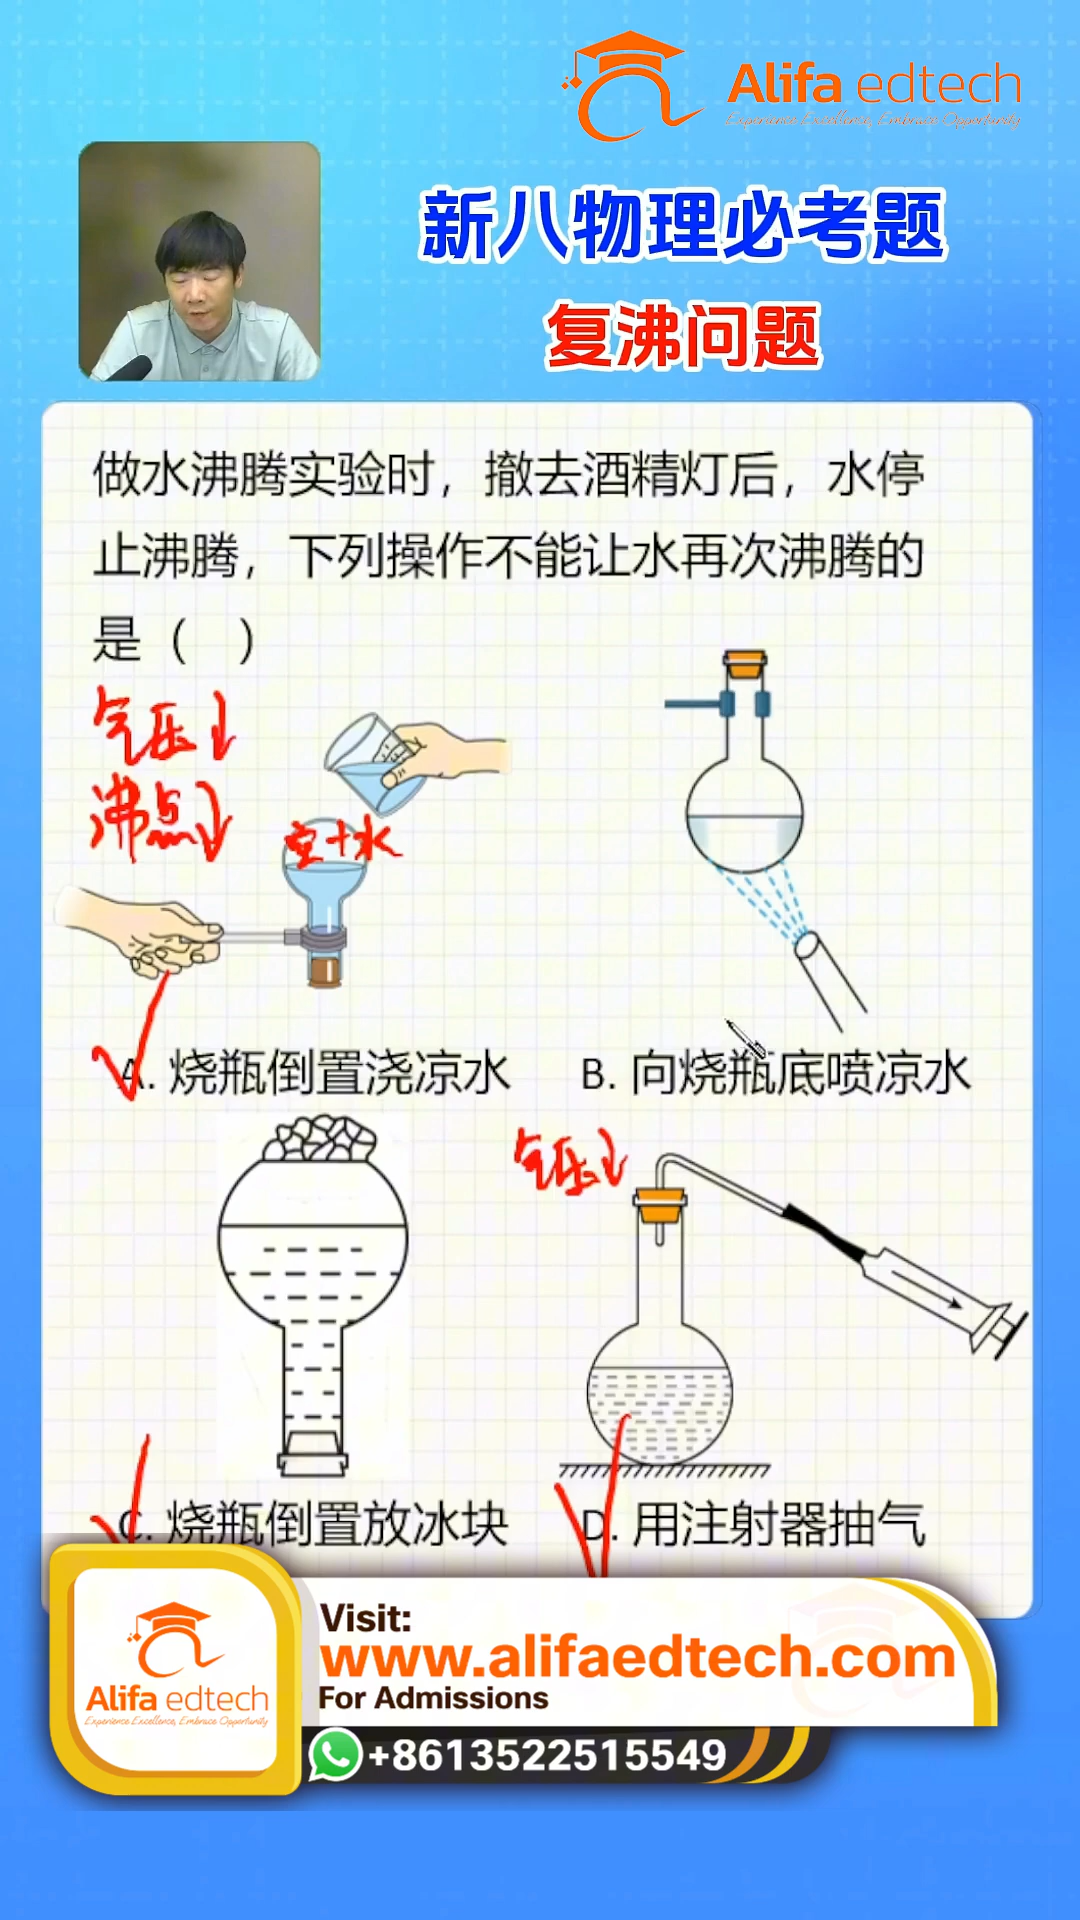 Alifa edtech
Experience Excellence, Embrace Opportunity
新八物理必考题
复沸问题
做水沸腾实验时，撤去酒精灯后，水停
止沸腾，下列操作不能让水再次沸腾的
是（ ）
气压↓
沸点↓
空+水
A. 烧瓶倒置浇凉水
B. 向烧瓶底喷凉水
气压↓
C. 烧瓶倒置放冰块
D. 用注射器抽气
Alifa edtech
Experience Excellence, Embrace Opportunity
Visit:
www.alifaedtech.com
For Admissions
+8613522515549